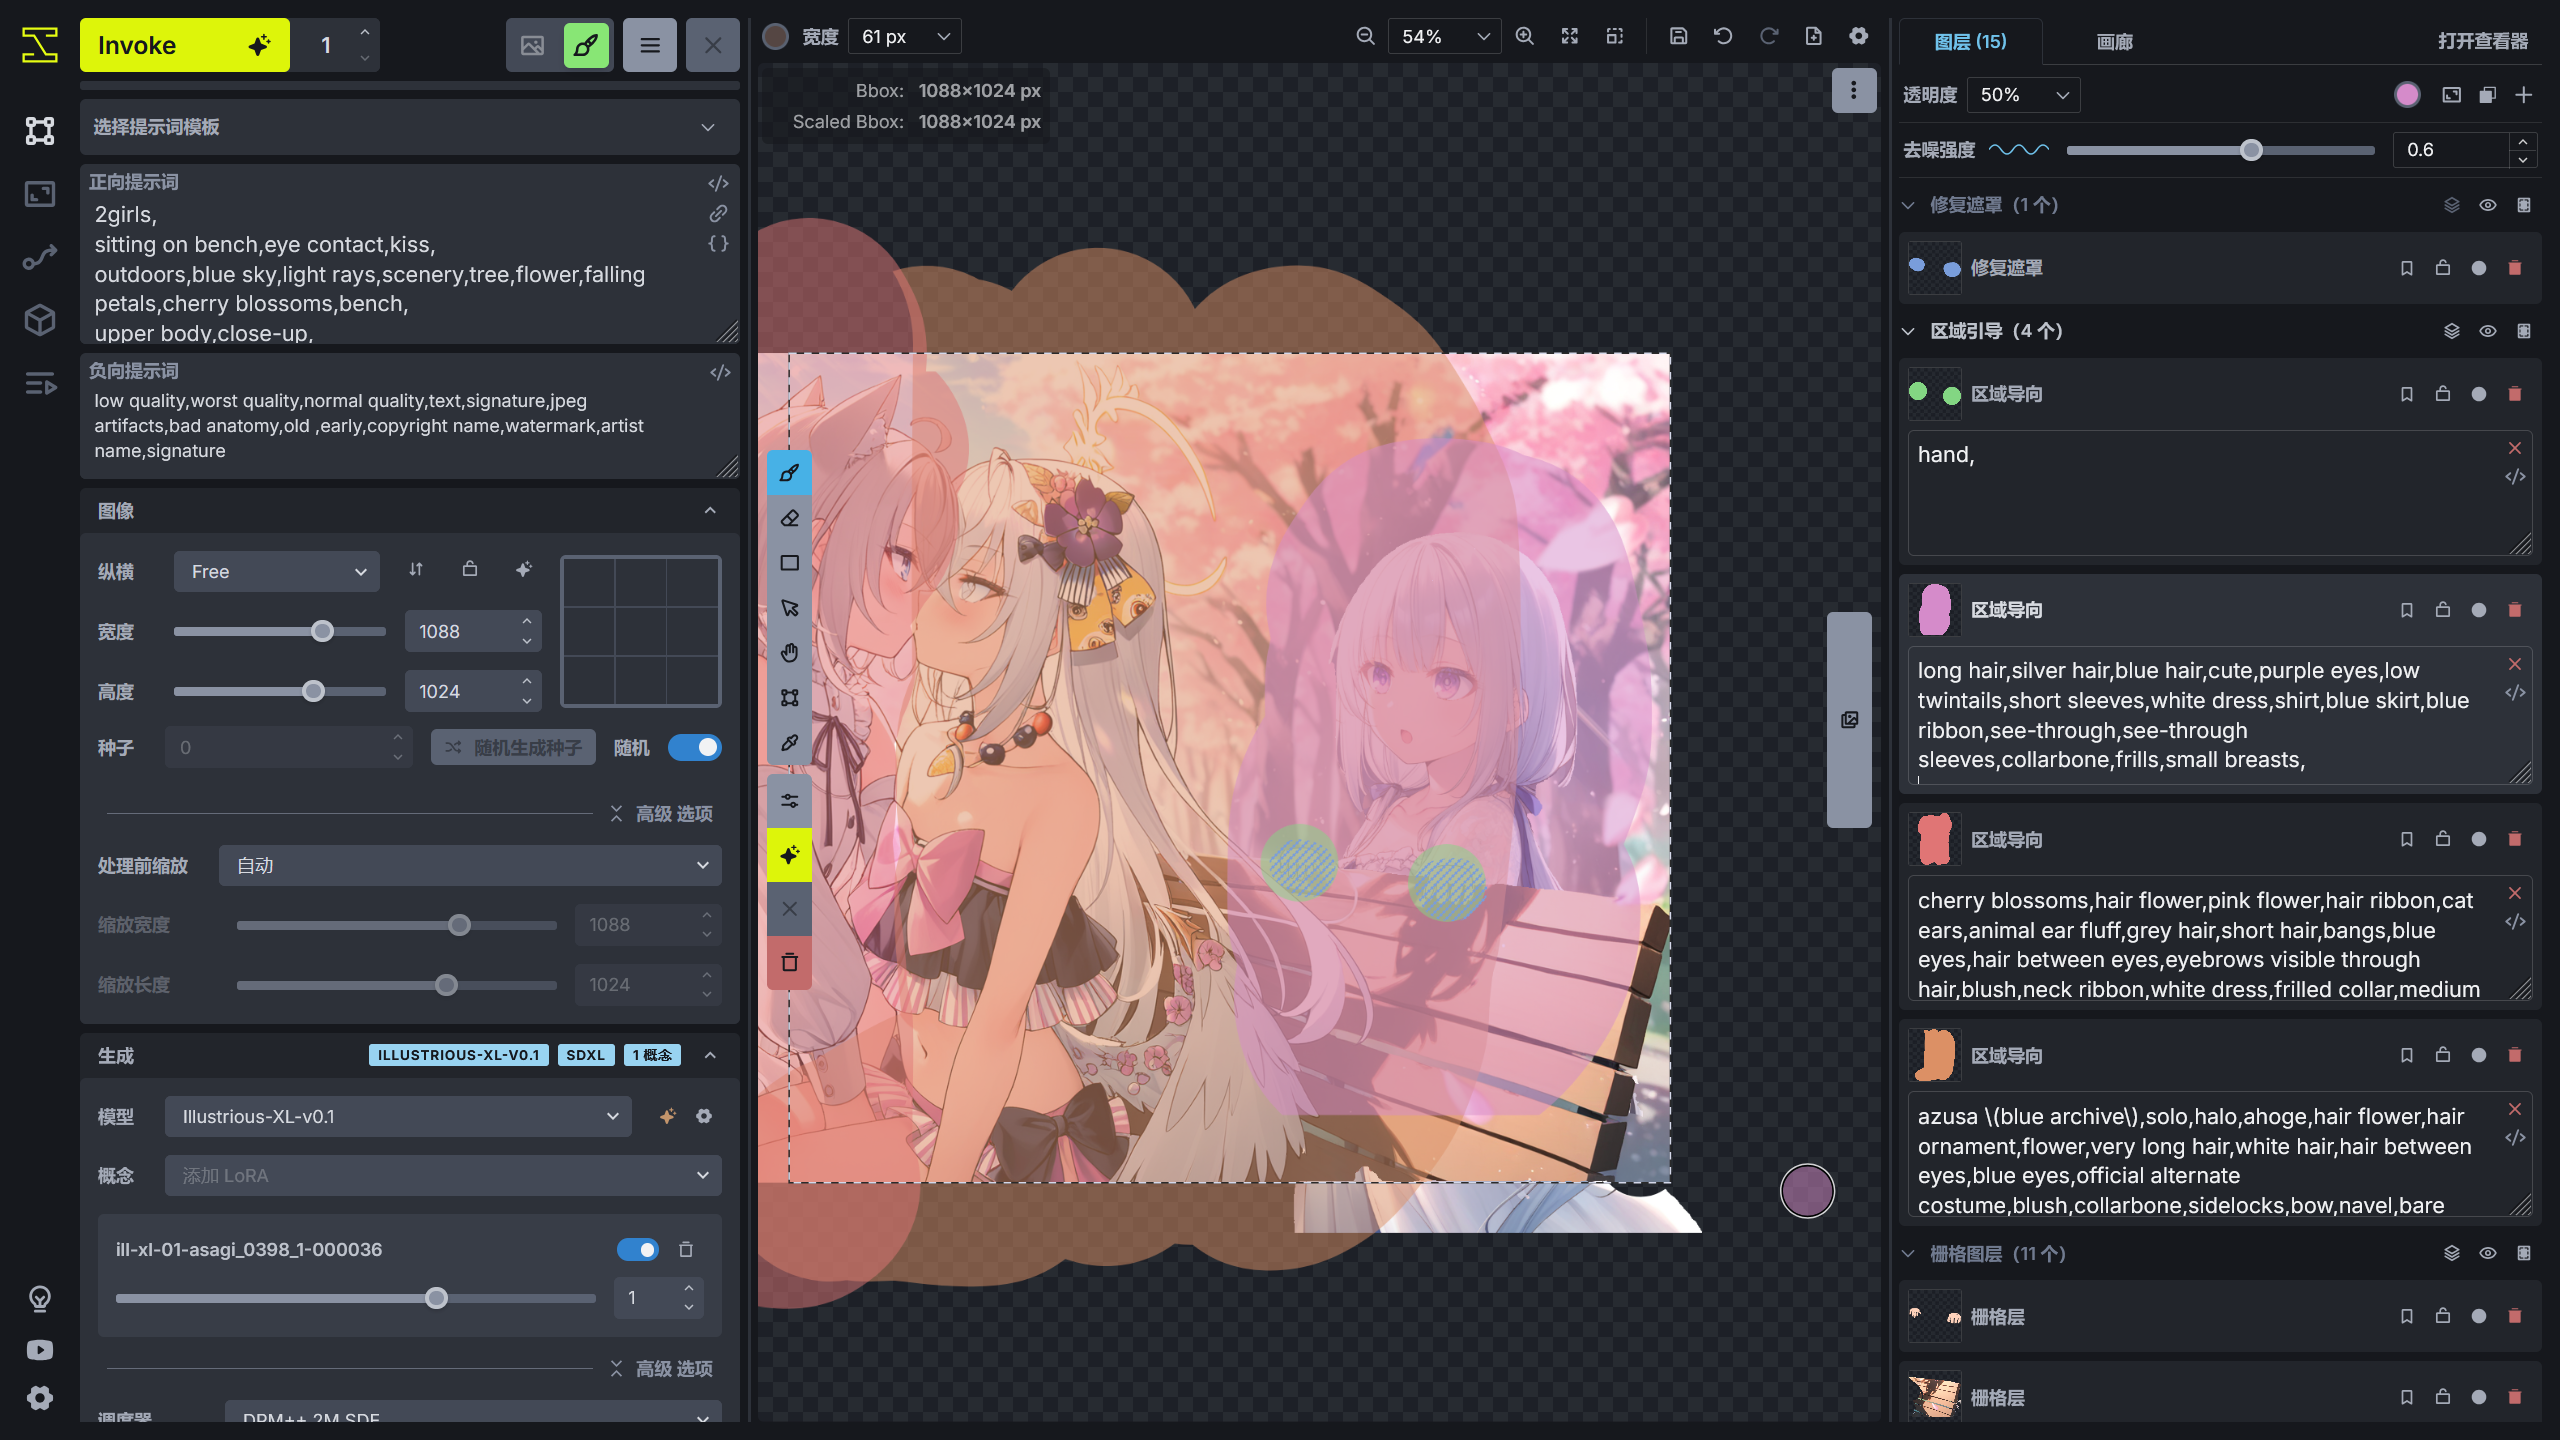 Invoke
1
选择提示词模板
正向提示词
2girls,
sitting on bench,eye contact,kiss,
outdoors,blue sky,light rays,scenery,tree,flower,falling
petals,cherry blossoms,bench,
upper body,close-up,
负向提示词
low quality,worst quality,normal quality,text,signature,jpeg
artifacts,bad anatomy,old ,early,copyright name,watermark,artist
name,signature
图像
纵横
Free
宽度
1088
高度
1024
种子
0
随机生成种子
随机
高级 选项
处理前缩放
自动
缩放宽度
1088
缩放长度
1024
生成
ILLUSTRIOUS-XL-V0.1
SDXL
1 概念
模型
Illustrious-XL-v0.1
概念
添加 LoRA
ill-xl-01-asagi_0398_1-000036
1
高级 选项
调度器
DPM++ 2M SDE
宽度
61 px
54%
Bbox: 1088×1024 px
Scaled Bbox: 1088×1024 px
图层 (15)
画廊
打开查看器
透明度
50%
去噪强度
0.6
修复遮罩 (1 个)
修复遮罩
区域引导 (4 个)
区域导向
hand,
区域导向
long hair,silver hair,blue hair,cute,purple eyes,low
twintails,short sleeves,white dress,shirt,blue skirt,blue
ribbon,see-through,see-through
sleeves,collarbone,frills,small breasts,
区域导向
cherry blossoms,hair flower,pink flower,hair ribbon,cat
ears,animal ear fluff,grey hair,short hair,bangs,blue
eyes,hair between eyes,eyebrows visible through
hair,blush,neck ribbon,white dress,frilled collar,medium
区域导向
azusa \(blue archive\),solo,halo,ahoge,hair flower,hair
ornament,flower,very long hair,white hair,hair between
eyes,blue eyes,official alternate
costume,blush,collarbone,sidelocks,bow,navel,bare
栅格图层 (11 个)
栅格层
栅格层